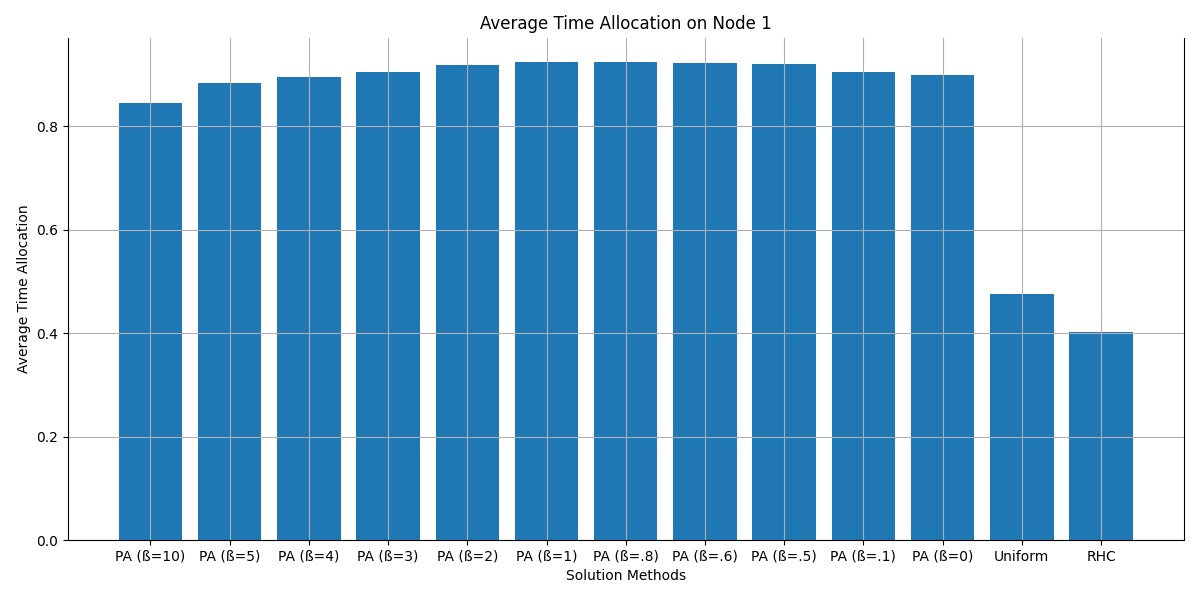 Average Time Allocation on Node 1
Average Time Allocation
0.8
0.6
0.4
0.2
0.0
PA (ß=10) PA (ß=5) PA (ß=4) PA (ß=3) PA (ß=2) PA (ß=1) PA (ß=.8) PA (ß=.6) PA (ß=.5) PA (ß=.1) PA (ß=0) Uniform RHC
Solution Methods